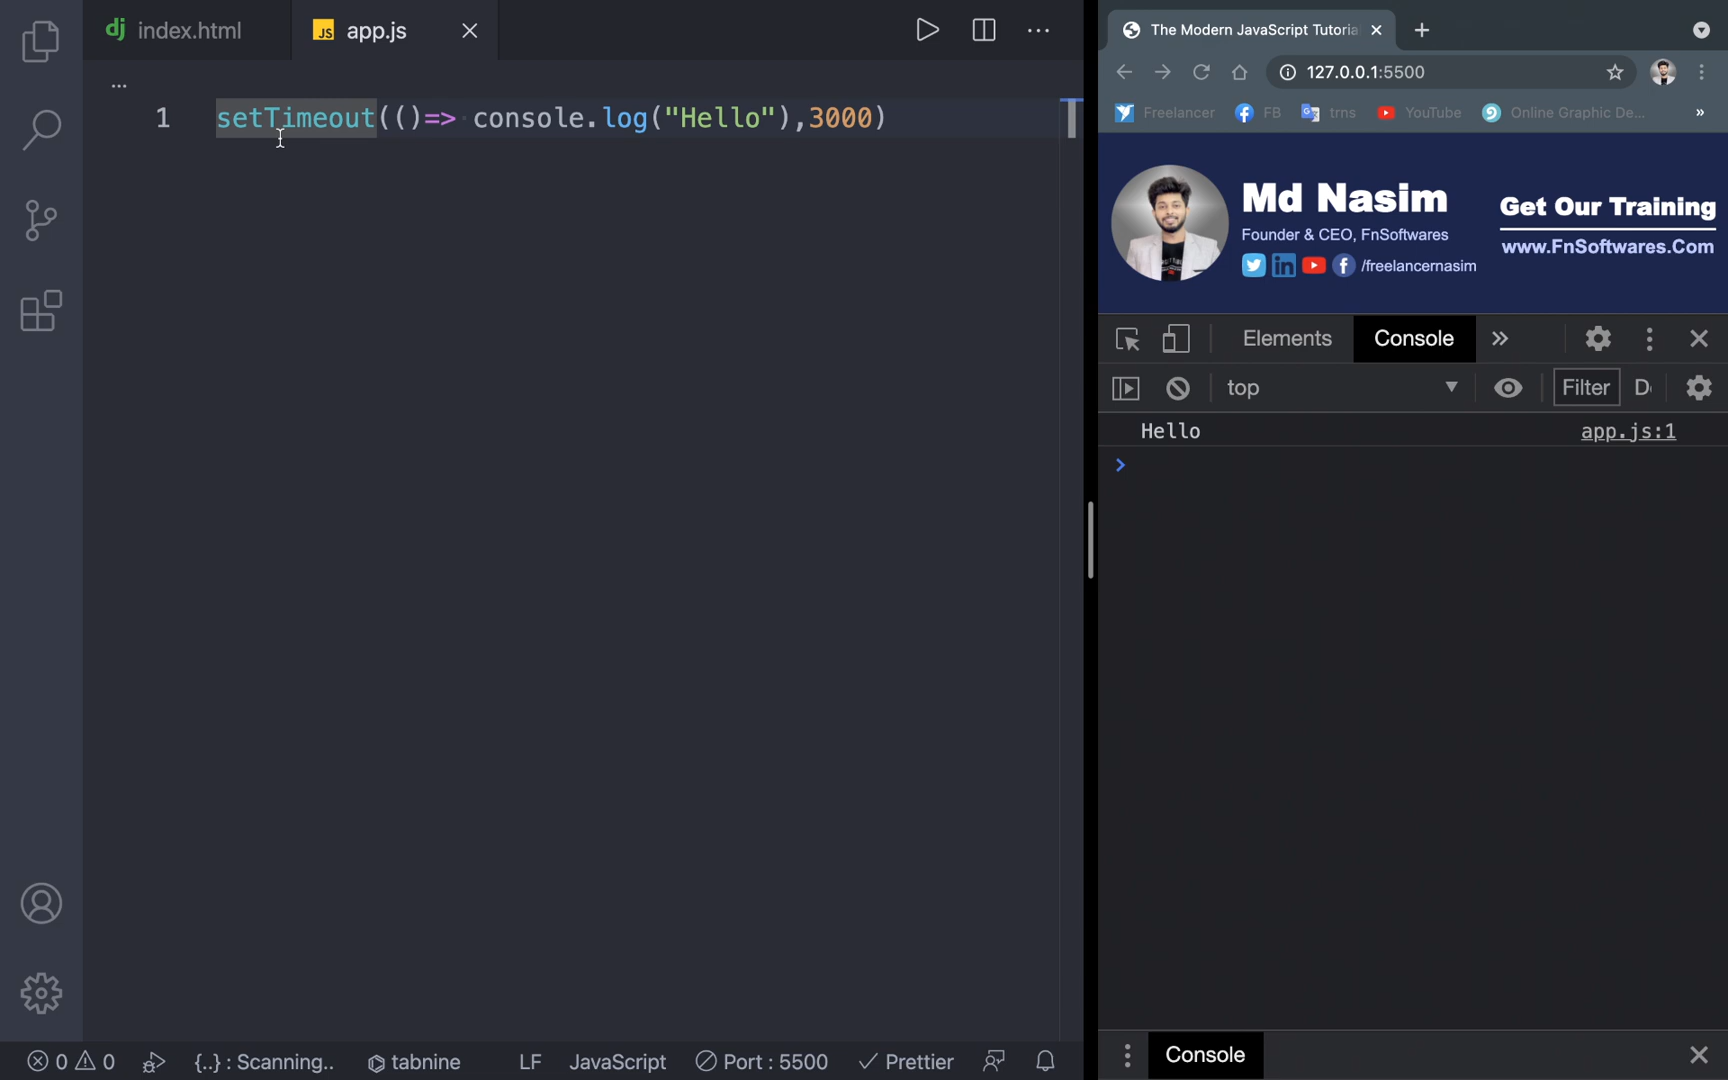 index.html
app.js
...
1 setTimeout(()=> console.log("Hello"),3000)
0 0 {..} : Scanning.. tabnine LF JavaScript Port : 5500 Prettier
The Modern JavaScript Tutoria
127.0.0.1:5500
Freelancer FB trns YouTube Online Graphic De... »
Md Nasim
Founder & CEO, FnSoftwares
/freelancernasim
Get Our Training
www.FnSoftwares.Com
Elements Console »
top Filter D
Hello app.js:1
Console